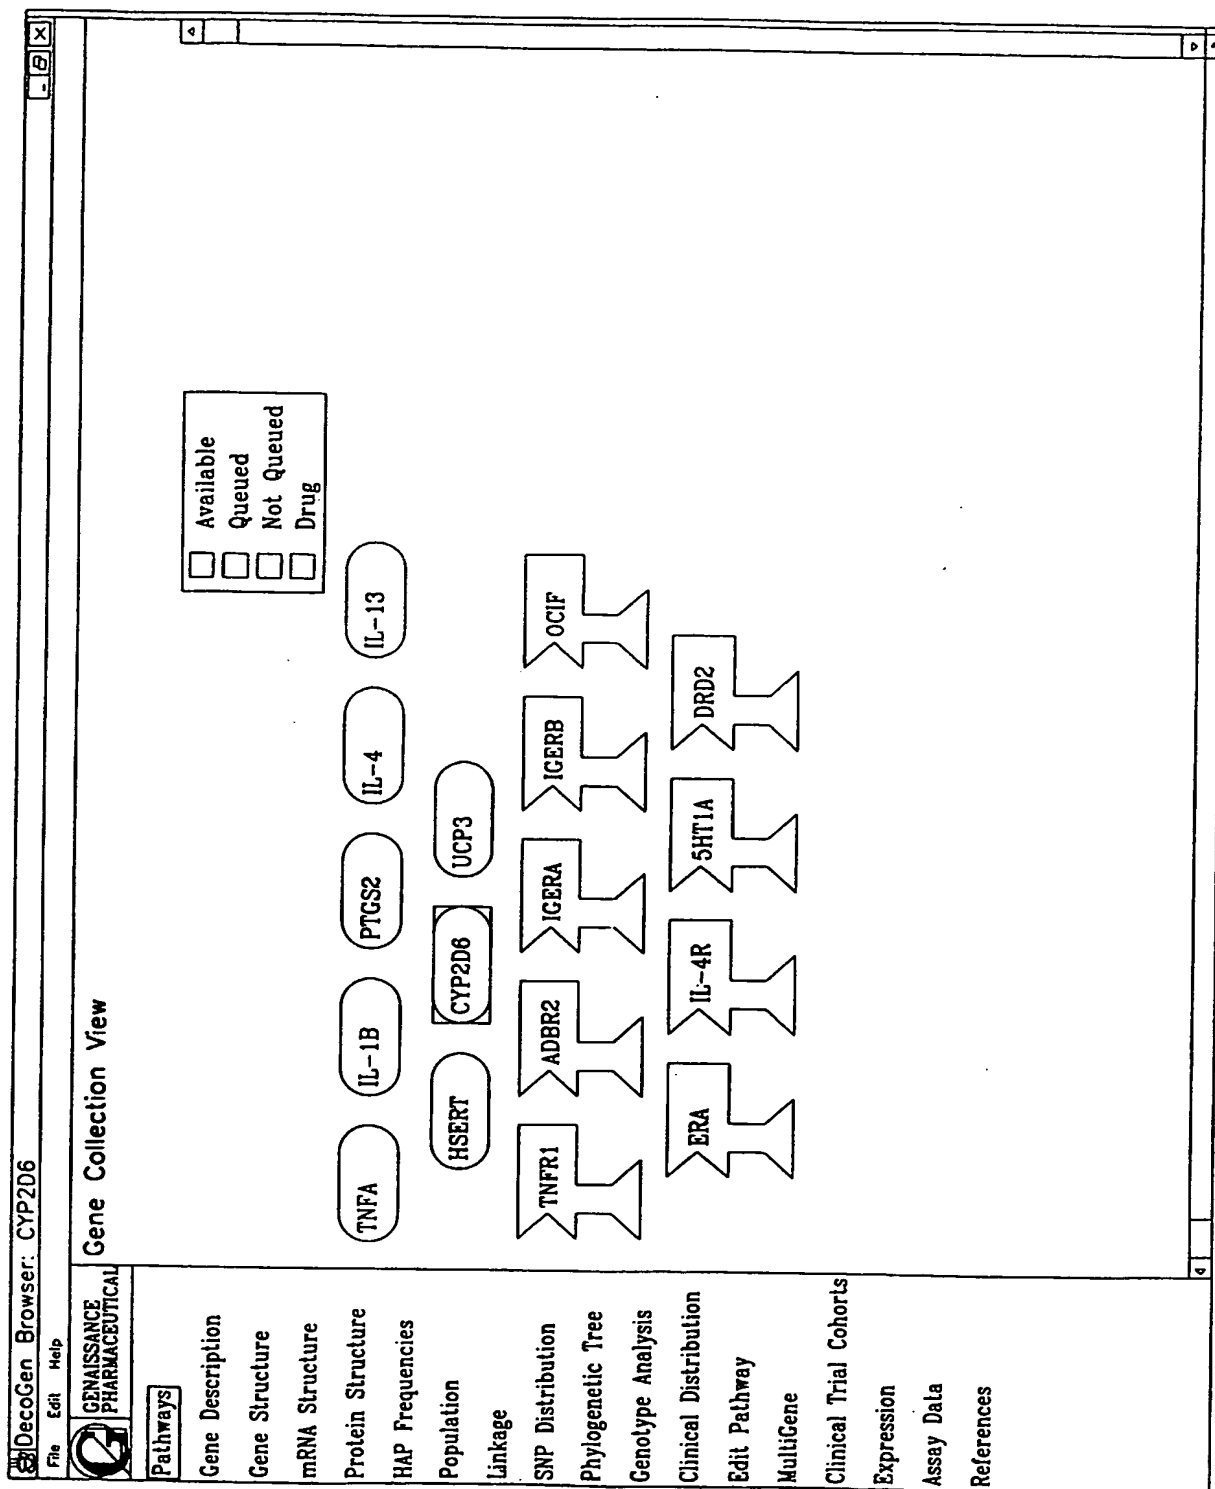 DecoGen Browser: CYP2D6
File Edit Help
GENAISSANCE
PHARMACEUTICAL
Gene Collection View
Pathways
Gene Description
Gene Structure
mRNA Structure
Protein Structure
HAP Frequencies
Population
Linkage
SNP Distribution
Phylogenetic Tree
Genotype Analysis
Clinical Distribution
Edit Pathway
MultiGene
Clinical Trial Cohorts
Expression
Assay Data
References
Available
Queued
Not Queued
Drug
TNFA IL-1B PTGS2 IL-4 IL-13
HSERT CYP2D6 UCP3
TNFR1 ADBR2 IGERA IGERB OCIF
ERA IL-4R 5HT1A DRD2